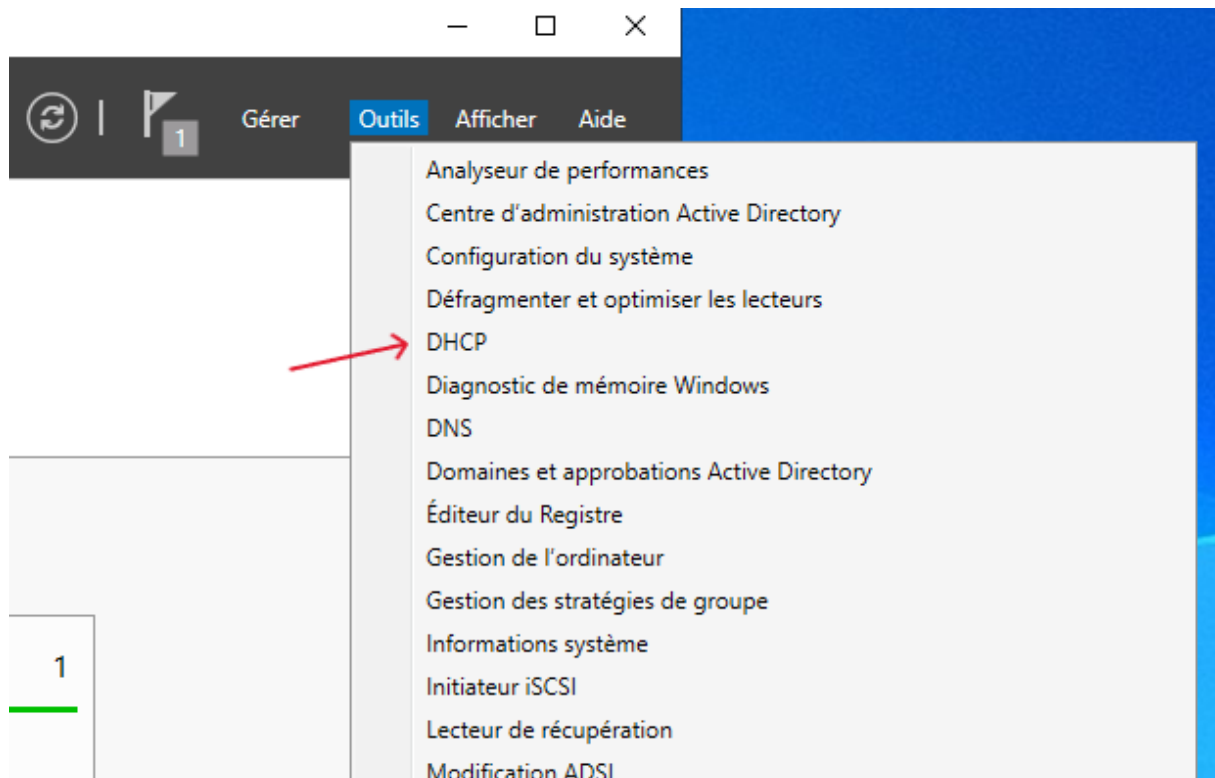 1 Gérer Outils Afficher Aide
Analyseur de performances
Centre d'administration Active Directory
Configuration du système
Défragmenter et optimiser les lecteurs
DHCP
Diagnostic de mémoire Windows
DNS
Domaines et approbations Active Directory
Éditeur du Registre
Gestion de l'ordinateur
Gestion des stratégies de groupe
Informations système
1
Initiateur iSCSI
Lecteur de récupération
Modification ADSI